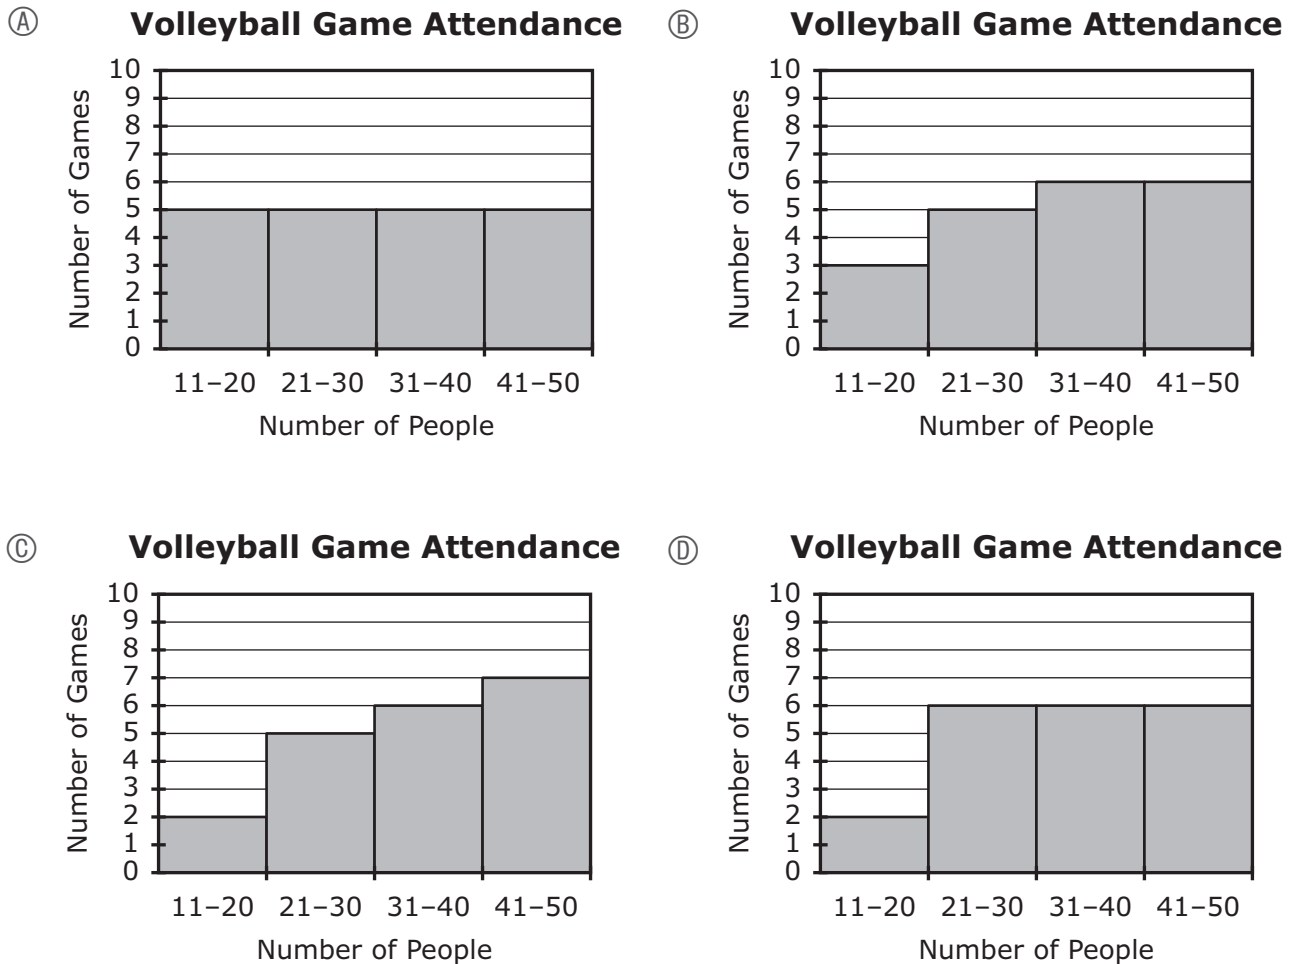 Ⓐ Volleyball Game Attendance
10
9
8
7
6
5
4
3
2
1
0
Number of Games
11–20 21–30 31–40 41–50
Number of People
Ⓑ Volleyball Game Attendance
10
9
8
7
6
5
4
3
2
1
0
Number of Games
11–20 21–30 31–40 41–50
Number of People
Ⓒ Volleyball Game Attendance
10
9
8
7
6
5
4
3
2
1
0
Number of Games
11–20 21–30 31–40 41–50
Number of People
Ⓓ Volleyball Game Attendance
10
9
8
7
6
5
4
3
2
1
0
Number of Games
11–20 21–30 31–40 41–50
Number of People